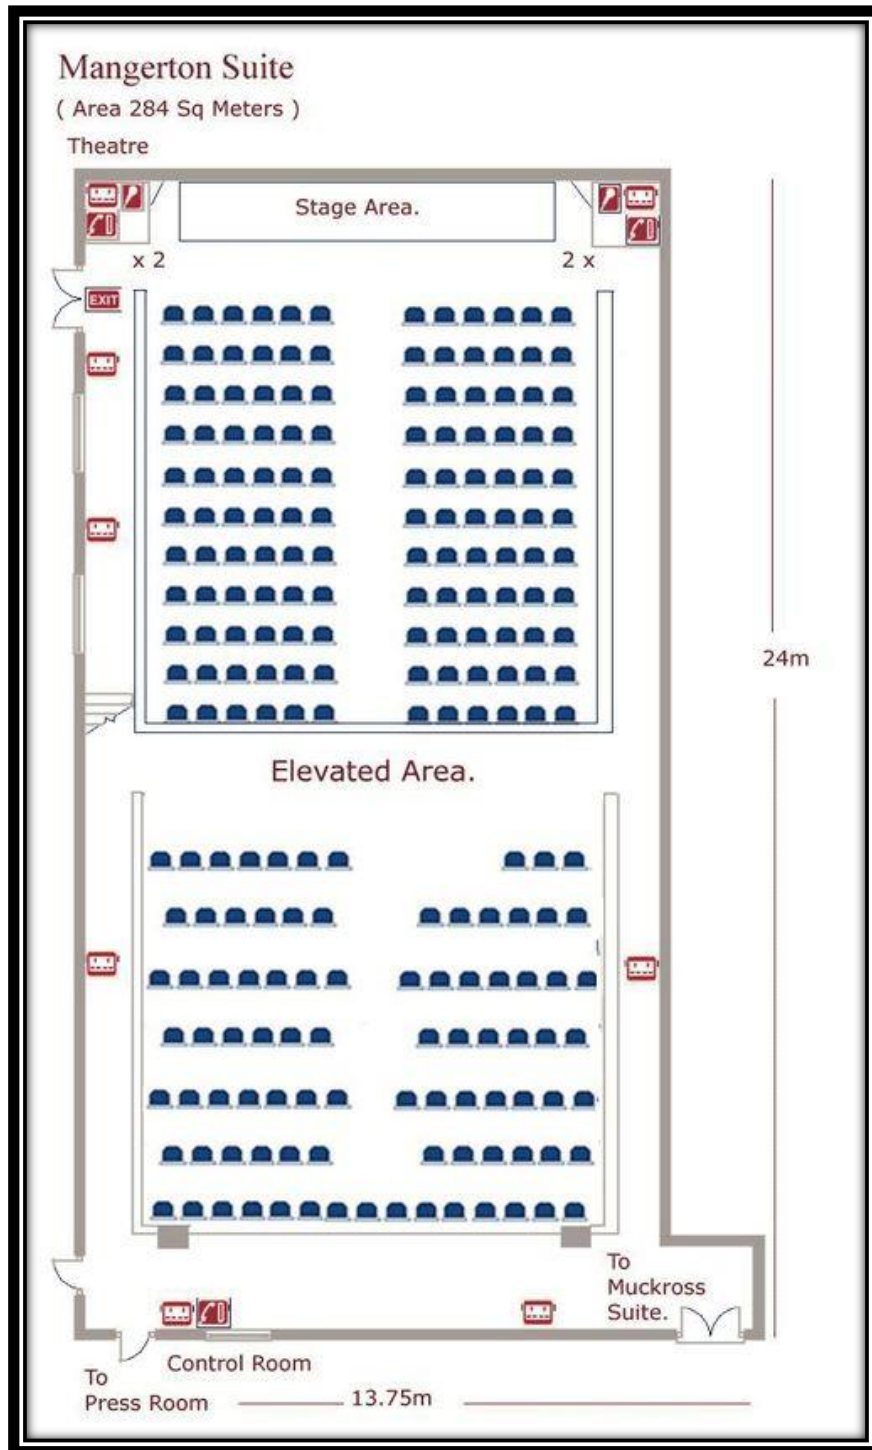 Mangerton Suite
( Area 284 Sq Meters )
Theatre
Stage Area.
x 2
2 x
EXIT
24m
Elevated Area.
To
Muckross
Suite.
Control Room
To
Press Room
13.75m